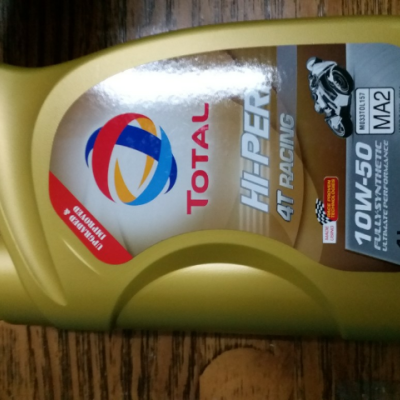 UPGRADED &
IMPROVED
TOTAL
HI-PERF
4T RACING
10W-50
FULLY SYNTHETIC
ULTIMATE PERFORMANCE
MA2